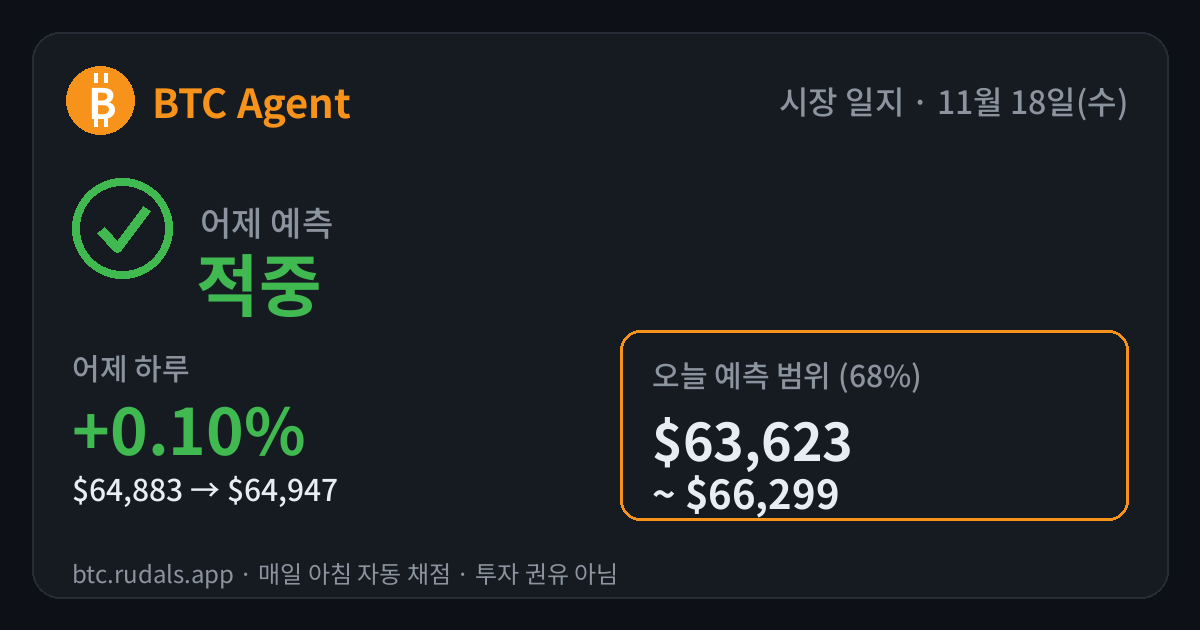 BTC Agent
시장 일지 · 11월 18일(수)
어제 예측
적중
어제 하루
+0.10%
$64,883 → $64,947
오늘 예측 범위 (68%)
$63,623
~ $66,299
btc.rudals.app · 매일 아침 자동 채점 · 투자 권유 아님